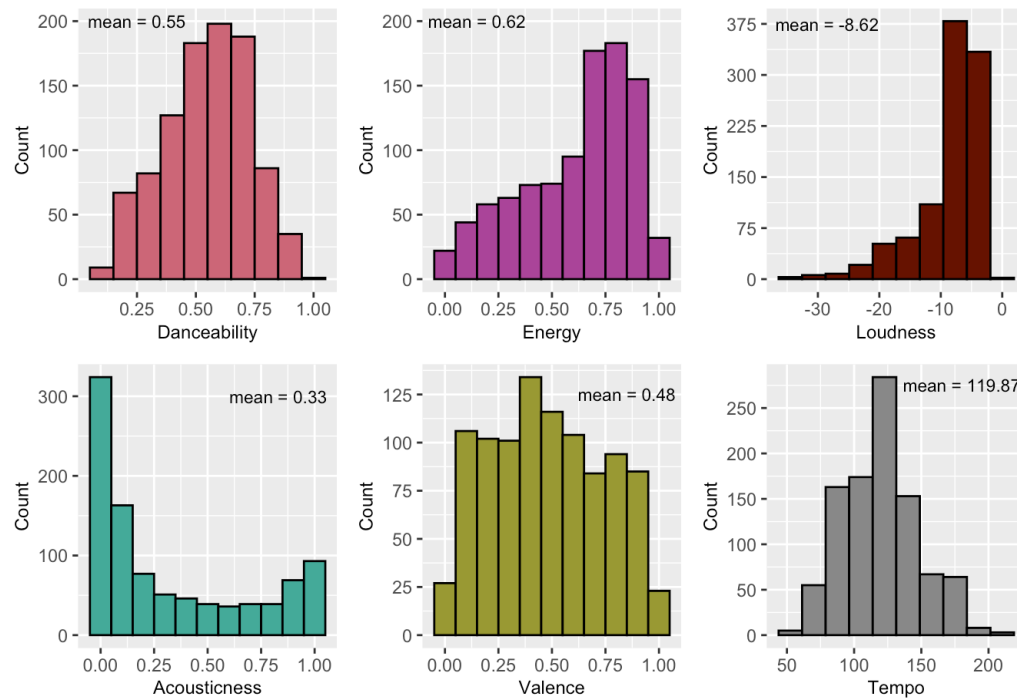 mean = 0.55
200
150
100
50
0
Count
0.25 0.50 0.75 1.00
Danceability
mean = 0.62
200
150
100
50
0
Count
0.00 0.25 0.50 0.75 1.00
Energy
mean = -8.62
375
300
225
150
75
0
Count
-30 -20 -10 0
Loudness
mean = 0.33
300
200
100
0
Count
0.00 0.25 0.50 0.75 1.00
Acousticness
mean = 0.48
125
100
75
50
25
0
Count
0.00 0.25 0.50 0.75 1.00
Valence
mean = 119.87
250
200
150
100
50
0
Count
50 100 150 200
Tempo